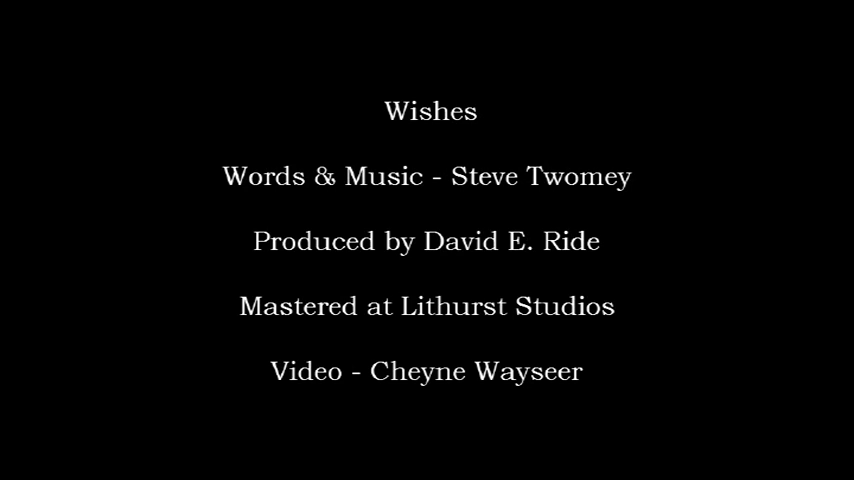 Wishes
Words & Music - Steve Twomey
Produced by David E. Ride
Mastered at Lithurst Studios
Video - Cheyne Wayseer